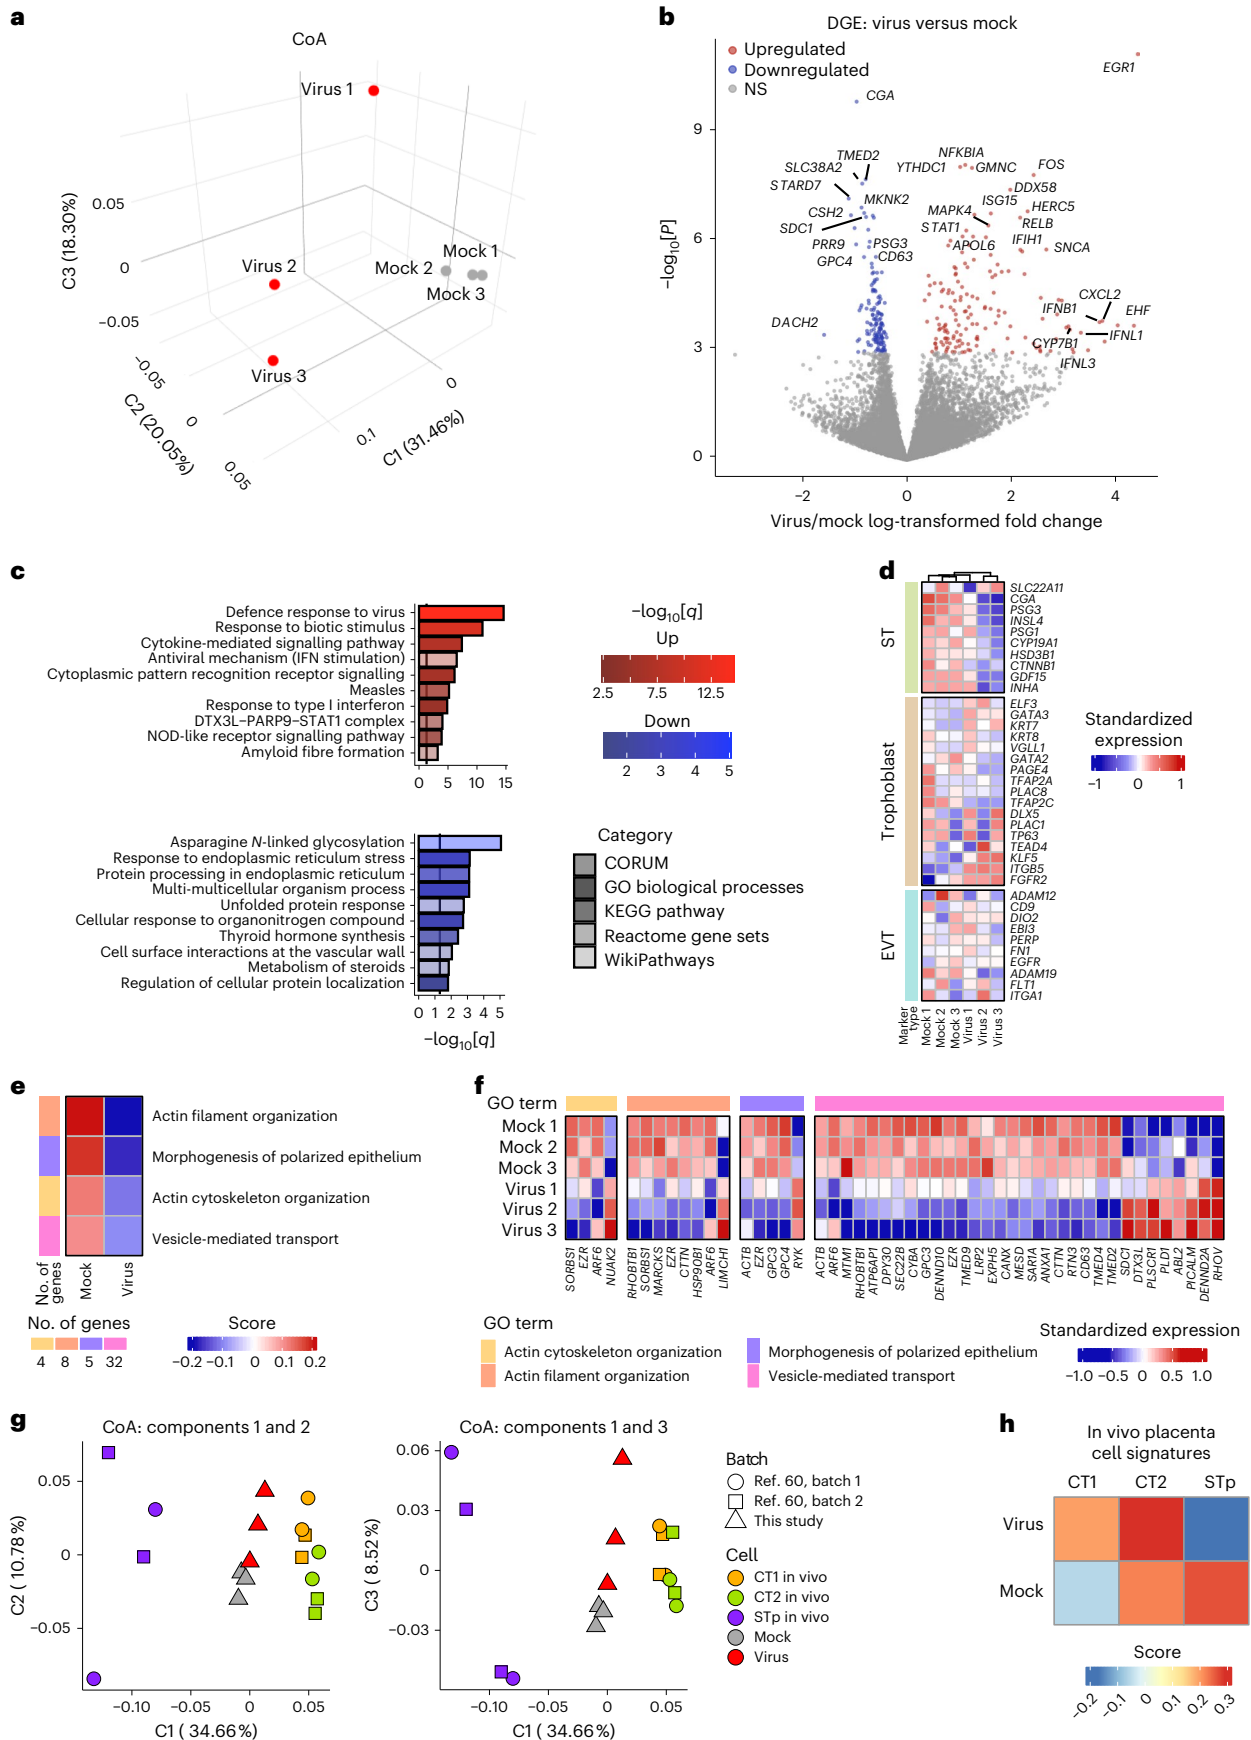 a
CoA
Virus 1
0.05
0
−0.05
C3 (18.30%)
Virus 2
Mock 1
Mock 2
Mock 3
Virus 3
−0.05
0
0.05
C2 (20.05%)
0
0.1
C1 (31.46%)
b
DGE: virus versus mock
Upregulated
Downregulated
NS
EGR1
CGA
TMED2
SLC38A2
STARD7
MKNK2
CSH2
SDC1
PRR9
PSG3
GPC4
CD63
DACH2
NFKBIA
YTHDC1
GMNC
FOS
DDX58
ISG15
MAPK4
HERC5
STAT1
RELB
APOL6
IFIH1
SNCA
CXCL2
IFNB1
EHF
CYP7B1
IFNL1
IFNL3
9
6
3
0
−log10[P]
−2
0
2
4
Virus/mock log-transformed fold change
c
Defence response to virus
Response to biotic stimulus
Cytokine-mediated signalling pathway
Antiviral mechanism (IFN stimulation)
Cytoplasmic pattern recognition receptor signalling
Measles
Response to type I interferon
DTX3L–PARP9–STAT1 complex
NOD-like receptor signalling pathway
Amyloid fibre formation
0 5 10 15
−log10[q]
Up
2.5 7.5 12.5
Down
2 3 4 5
Asparagine N-linked glycosylation
Response to endoplasmic reticulum stress
Protein processing in endoplasmic reticulum
Multi-multicellular organism process
Unfolded protein response
Cellular response to organonitrogen compound
Thyroid hormone synthesis
Cell surface interactions at the vascular wall
Metabolism of steroids
Regulation of cellular protein localization
0 1 2 3 4 5
−log10[q]
Category
CORUM
GO biological processes
KEGG pathway
Reactome gene sets
WikiPathways
d
ST
SLC22A11
CGA
PSG3
INSL4
PSG1
CYP19A1
HSD3B1
CTNNB1
GDF15
INHA
Trophoblast
ELF3
GATA3
KRT7
KRT8
VGLL1
GATA2
PAGE4
TFAP2A
PLAC8
TFAP2C
DLX5
PLAC1
TP63
TEAD4
KLF5
ITGB5
FGFR2
EVT
ADAM12
CD9
DIO2
EBI3
PERP
FN1
EGFR
ADAM19
FLT1
ITGA1
Marker type
Mock 1
Mock 2
Mock 3
Virus 1
Virus 2
Virus 3
Standardized
expression
−1 0 1
e
Actin filament organization
Morphogenesis of polarized epithelium
Actin cytoskeleton organization
Vesicle-mediated transport
No. of genes
Mock
Virus
No. of genes
4 8 5 32
Score
−0.2 −0.1 0 0.1 0.2
f
GO term
Mock 1
Mock 2
Mock 3
Virus 1
Virus 2
Virus 3
SORBS1
EZR
ARF6
NUAK2
RHOBTB1
SORBS1
MARCKS
EZR
CTTN
HSP90B1
ARF6
LIMCH1
ACTB
EZR
GPC3
GPC4
RYK
ACTB
ARF6
MTM1
RHOBTB1
ATP6AP1
DPY30
SEC22B
CYBA
GPC3
DENND1C
EZR
TMED9
LRP2
EXPH5
CANX
MESD
SAR1A
ANXA1
CTTN
RTN3
CD63
TMED4
TMED2
SDC1
DTX3L
PLSCR1
PLD1
ABL2
PICALM
DENND2A
RHOV
GO term
Actin cytoskeleton organization
Actin filament organization
Morphogenesis of polarized epithelium
Vesicle-mediated transport
Standardized expression
−1.0 −0.5 0 0.5 1.0
g
CoA: components 1 and 2
0.05
0
−0.05
C2 ( 10.78 %)
−0.10 −0.05 0 0.05
C1 ( 34.66 %)
CoA: components 1 and 3
0.06
0.03
0
−0.03
C3 ( 8.52 %)
−0.10 −0.05 0 0.05
C1 ( 34.66 %)
Batch
Ref. 60, batch 1
Ref. 60, batch 2
This study
Cell
CT1 in vivo
CT2 in vivo
STp in vivo
Mock
Virus
h
In vivo placenta
cell signatures
CT1 CT2 STp
Virus
Mock
Score
−0.2 −0.1 0 0.1 0.2 0.3